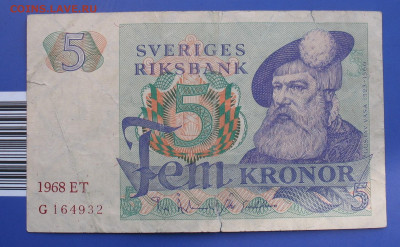 5
SVERIGES
RIKSBANK
5
Fem KRONOR
1968 ET
G 164932
5